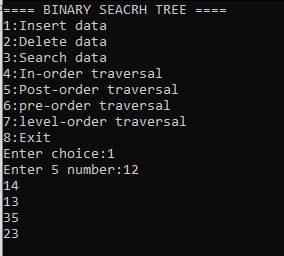 ==== BINARY SEACRH TREE ====
1:Insert data
2:Delete data
3:Search data
4:In-order traversal
5:Post-order traversal
6:pre-order traversal
7:level-order traversal
8:Exit
Enter choice:1
Enter 5 number:12
14
13
35
23